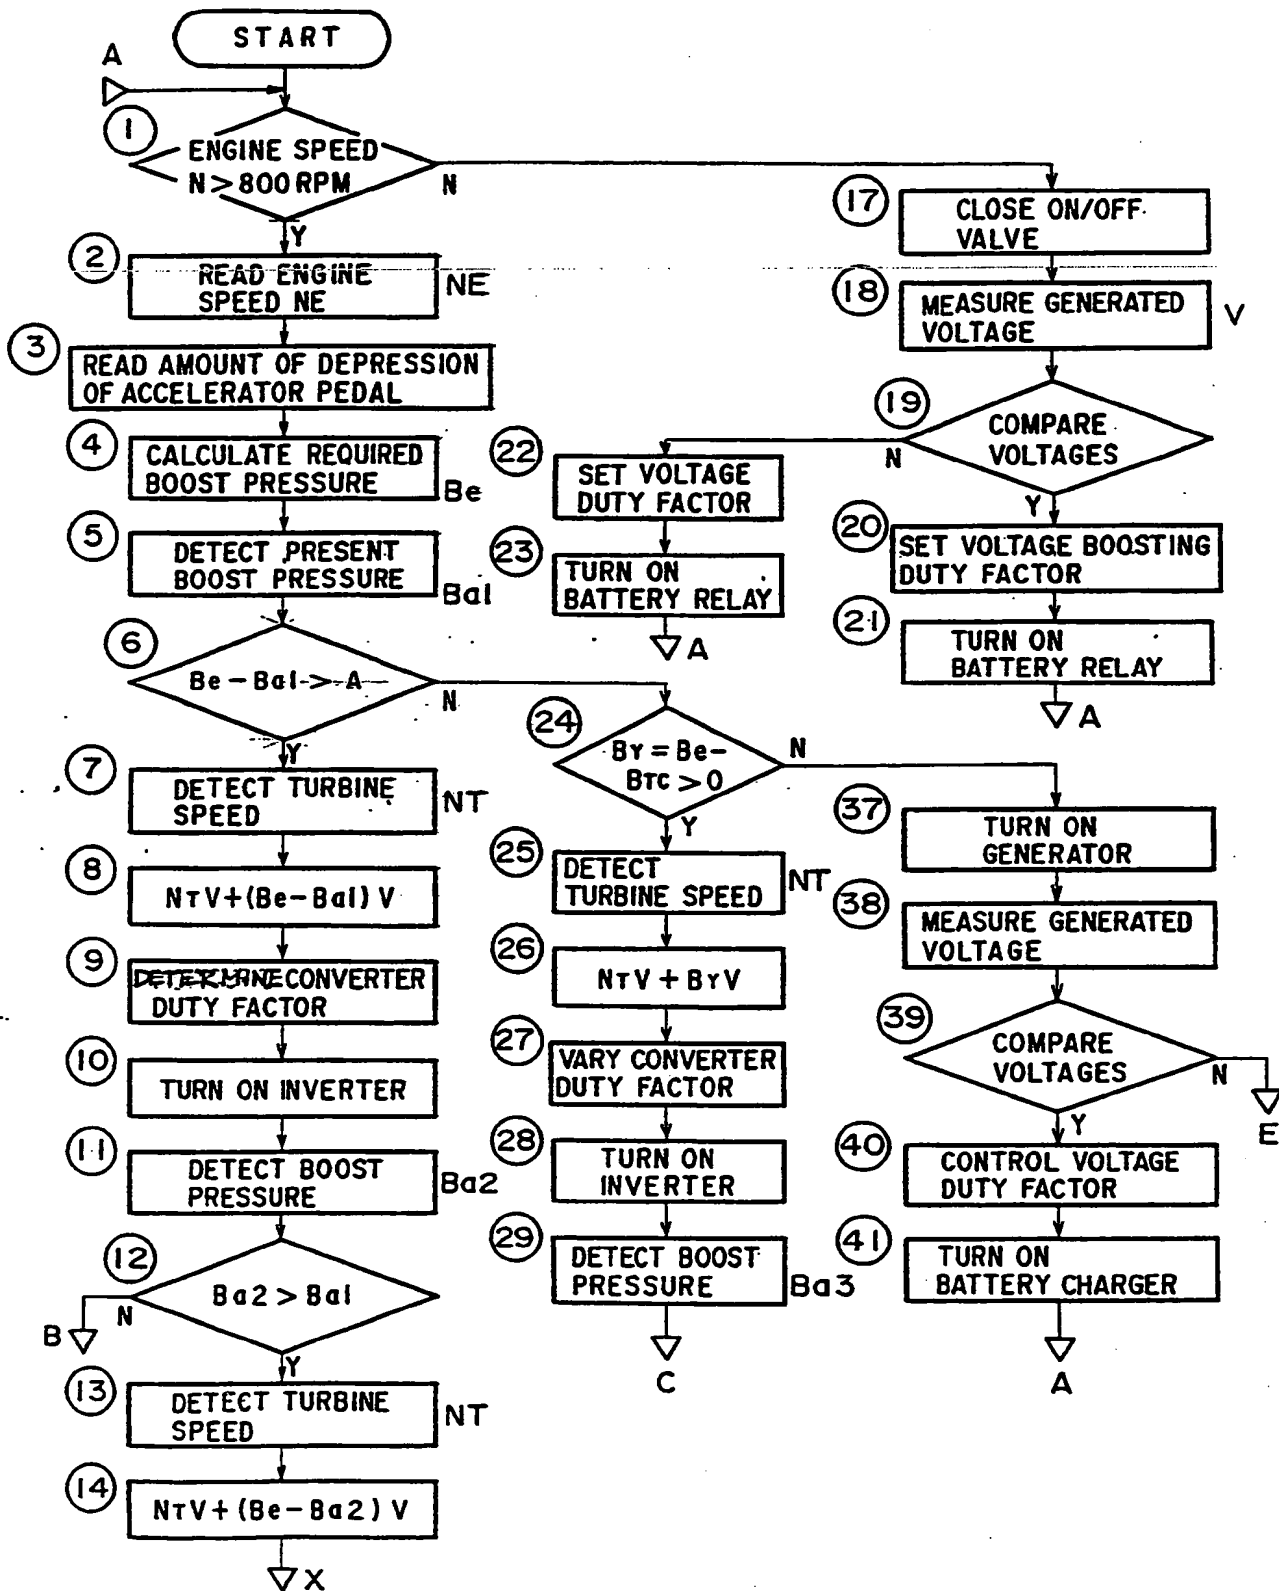 START
A
1
ENGINE SPEED
N > 800 RPM
N
Y
2
READ ENGINE
SPEED NE
NE
3
READ AMOUNT OF DEPRESSION
OF ACCELERATOR PEDAL
4
CALCULATE REQUIRED
BOOST PRESSURE
Be
5
DETECT PRESENT
BOOST PRESSURE
Ba1
6
Be - Ba1 > A
N
Y
7
DETECT TURBINE
SPEED
NT
8
NTV + (Be - Ba1) V
9
DETERMINE CONVERTER
DUTY FACTOR
10
TURN ON INVERTER
11
DETECT BOOST
PRESSURE
Ba2
12
Ba2 > Ba1
N
B
Y
13
DETECT TURBINE
SPEED
NT
14
NTV + (Be - Ba2) V
X
17
CLOSE ON/OFF
VALVE
18
MEASURE GENERATED
VOLTAGE
V
19
COMPARE
VOLTAGES
N
Y
20
SET VOLTAGE BOOSTING
DUTY FACTOR
21
TURN ON
BATTERY RELAY
A
22
SET VOLTAGE
DUTY FACTOR
23
TURN ON
BATTERY RELAY
A
24
BY = Be -
BTC > 0
N
Y
25
DETECT
TURBINE SPEED
NT
26
NTV + BYV
27
VARY CONVERTER
DUTY FACTOR
28
TURN ON
INVERTER
29
DETECT BOOST
PRESSURE
Ba3
C
37
TURN ON
GENERATOR
38
MEASURE GENERATED
VOLTAGE
39
COMPARE
VOLTAGES
N
E
Y
40
CONTROL VOLTAGE
DUTY FACTOR
41
TURN ON
BATTERY CHARGER
A